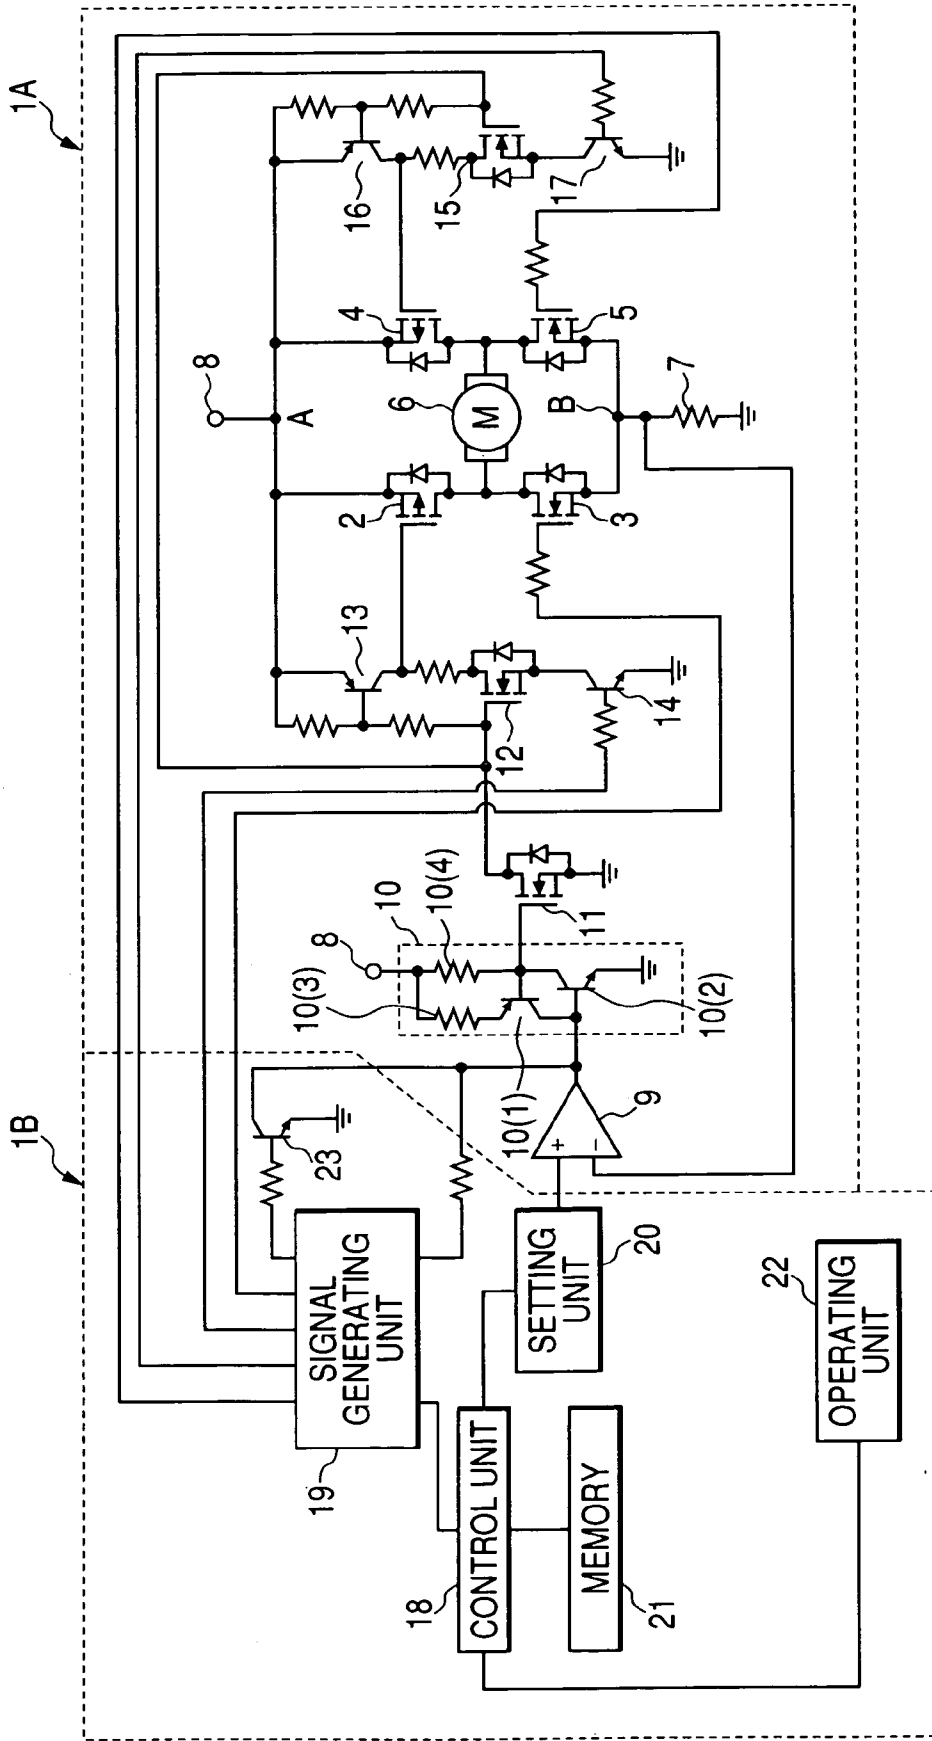 1A
1B
8
A
16
15
17
4
5
6
M
B
7
2
3
13
12
14
8
10
10(4)
10(3)
10(1)
10(2)
11
9
+
−
23
SIGNAL
GENERATING
UNIT
19
SETTING
UNIT
20
CONTROL UNIT
18
MEMORY
21
OPERATING
UNIT
22